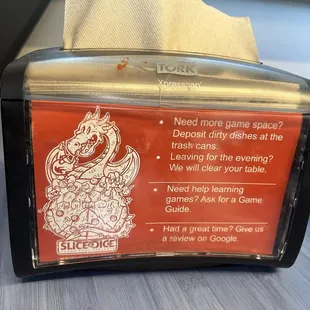 TORK
Xpressnap
• Need more game space?
Deposit dirty dishes at the
trash cans.
• Leaving for the evening?
We will clear your table.
• Need help learning
games? Ask for a Game
Guide.
• Had a great time? Give us
a review on Google.
SLICE & DICE